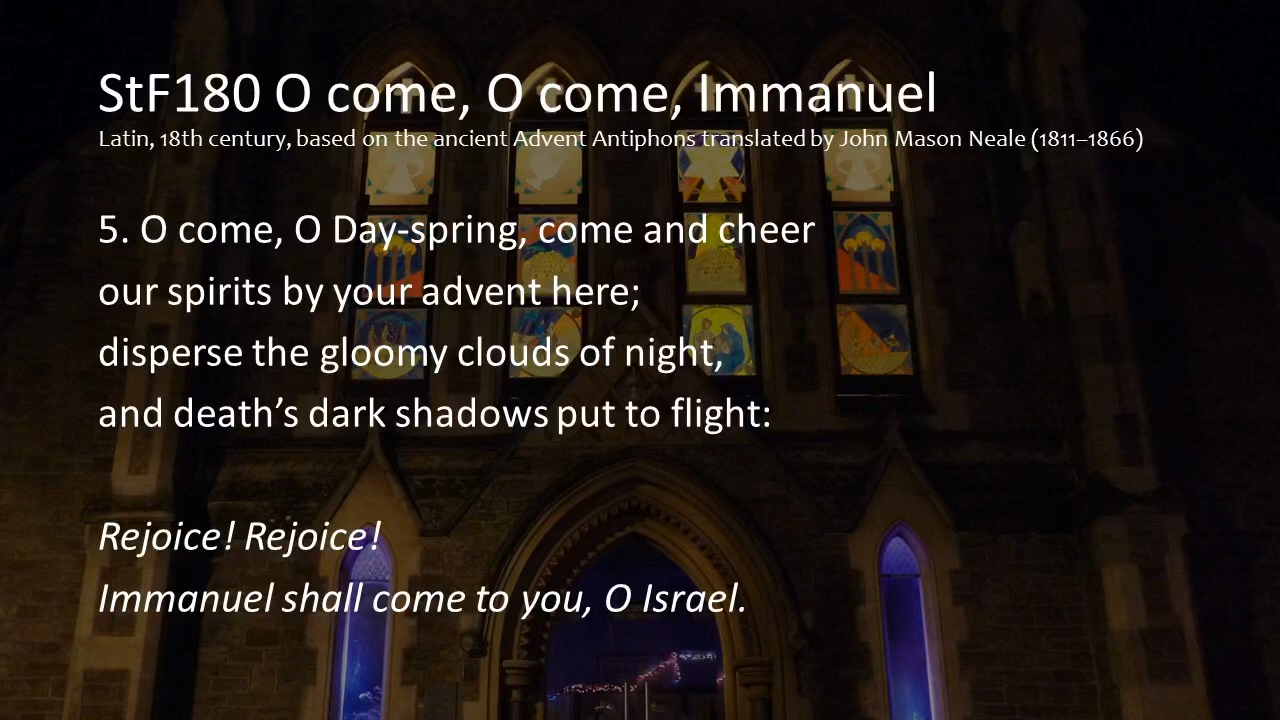 StF180 O come, O come, Immanuel
Latin, 18th century, based on the ancient Advent Antiphons translated by John Mason Neale (1811–1866)
5. O come, O Day-spring, come and cheer
our spirits by your advent here;
disperse the gloomy clouds of night,
and death’s dark shadows put to flight:
Rejoice! Rejoice!
Immanuel shall come to you, O Israel.